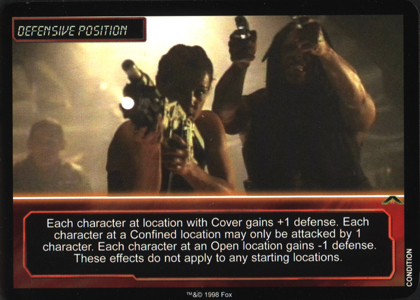 DEFENSIVE POSITION
Each character at location with Cover gains +1 defense. Each
character at a Confined location may only be attacked by 1
character. Each character at an Open location gains -1 defense.
These effects do not apply to any starting locations.
CONDITION
™&© 1998 Fox